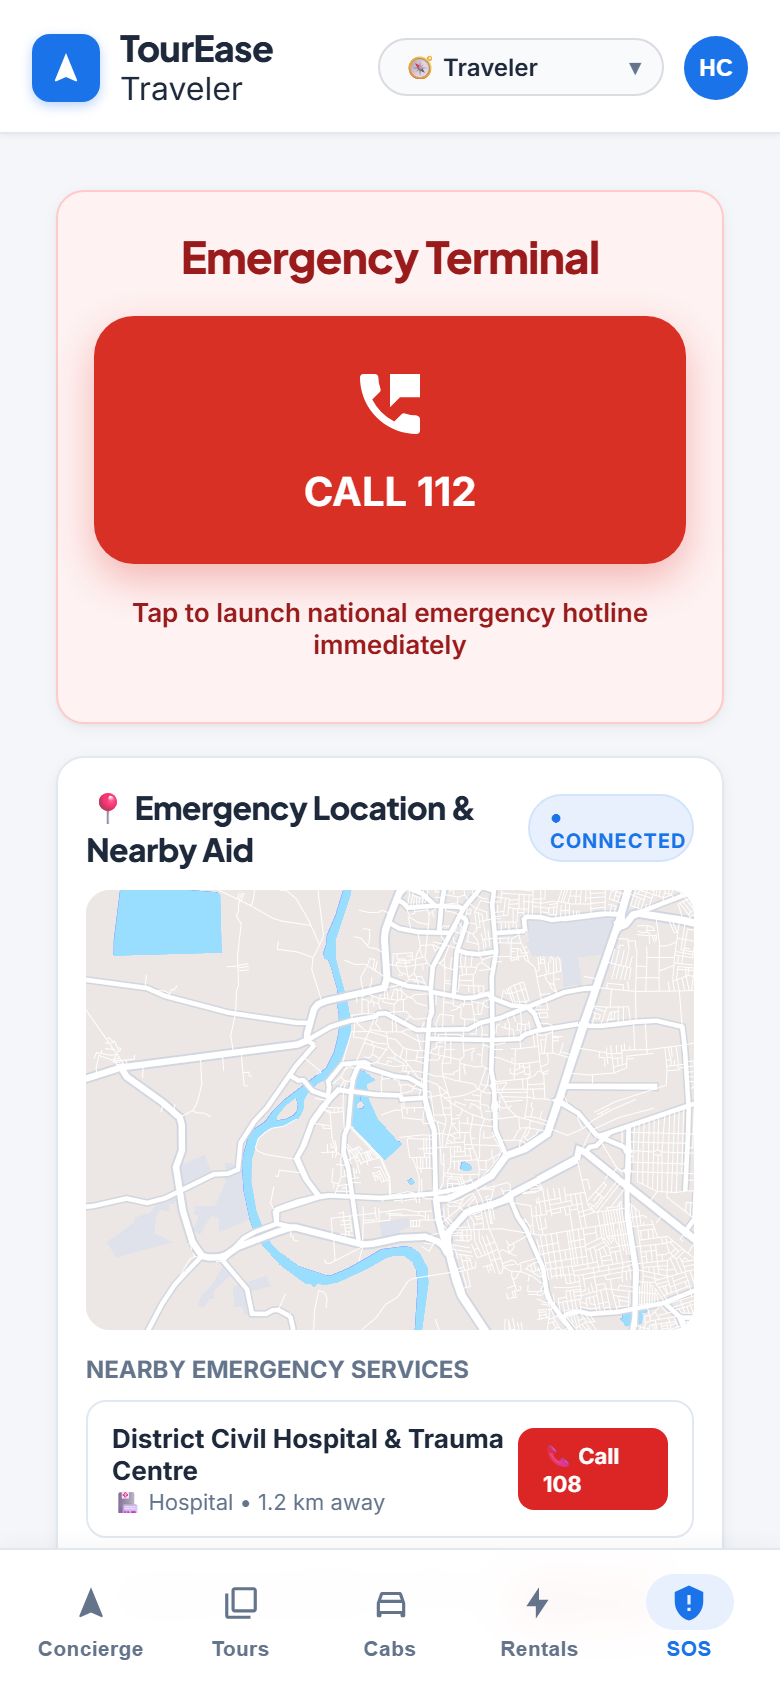 TourEase
Traveler
Traveler
HC
Emergency Terminal
CALL 112
Tap to launch national emergency hotline
immediately
Emergency Location &
Nearby Aid
• CONNECTED
NEARBY EMERGENCY SERVICES
District Civil Hospital & Trauma
Centre
Hospital • 1.2 km away
Call
108
Concierge
Tours
Cabs
Rentals
SOS